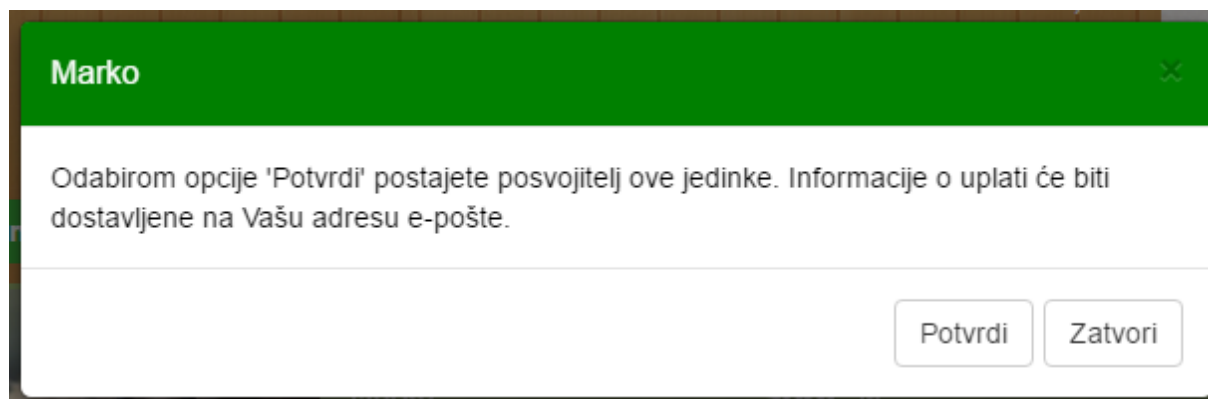 Marko
Odabirom opcije 'Potvrdi' postajete posvojitelj ove jedinke. Informacije o uplati će biti
dostavljene na Vašu adresu e-pošte.
Potvrdi
Zatvori